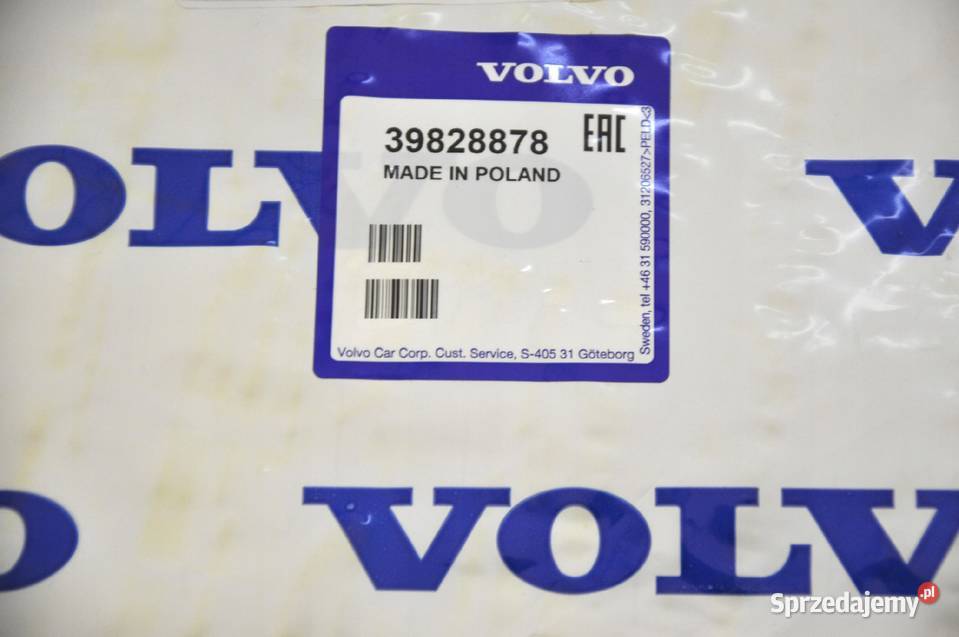 VOLVO
39828878
EAC
MADE IN POLAND
Volvo Car Corp. Cust. Service, S-405 31 Göteborg
Sweden, tel +46 31 590000, 31206527>PELD<3
VOLVO
V
O
VOLV
Sprzedajemy.pl